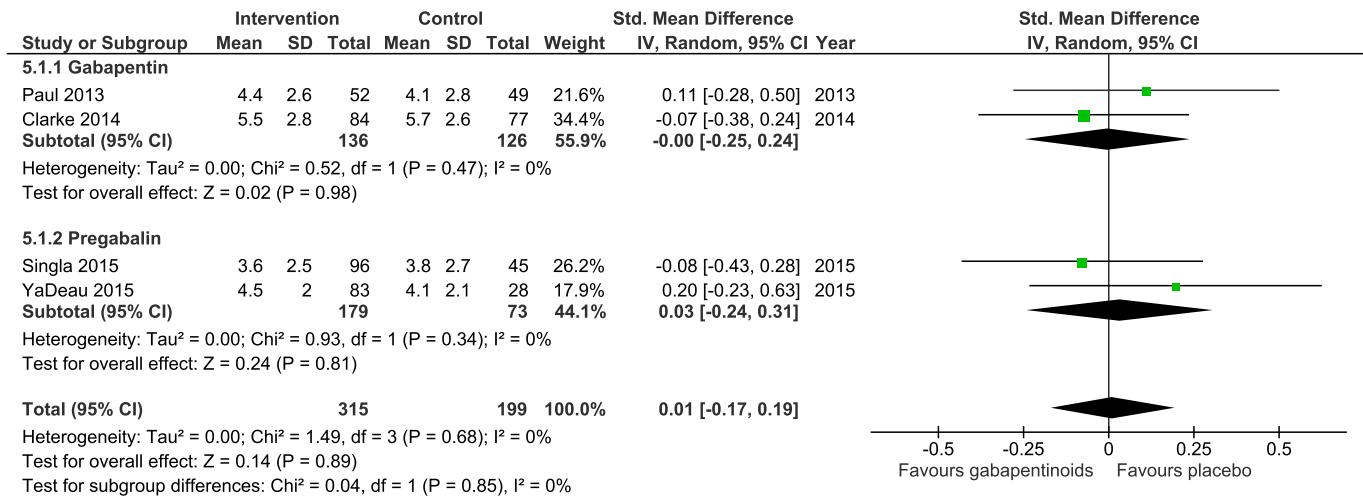 Intervention Control Std. Mean Difference Std. Mean Difference
Study or Subgroup Mean SD Total Mean SD Total Weight IV, Random, 95% CI Year IV, Random, 95% CI
5.1.1 Gabapentin
Paul 2013 4.4 2.6 52 4.1 2.8 49 21.6% 0.11 [-0.28, 0.50] 2013
Clarke 2014 5.5 2.8 84 5.7 2.6 77 34.4% -0.07 [-0.38, 0.24] 2014
Subtotal (95% CI) 136 126 55.9% -0.00 [-0.25, 0.24]
Heterogeneity: Tau² = 0.00; Chi² = 0.52, df = 1 (P = 0.47); I² = 0%
Test for overall effect: Z = 0.02 (P = 0.98)
5.1.2 Pregabalin
Singla 2015 3.6 2.5 96 3.8 2.7 45 26.2% -0.08 [-0.43, 0.28] 2015
YaDeau 2015 4.5 2 83 4.1 2.1 28 17.9% 0.20 [-0.23, 0.63] 2015
Subtotal (95% CI) 179 73 44.1% 0.03 [-0.24, 0.31]
Heterogeneity: Tau² = 0.00; Chi² = 0.93, df = 1 (P = 0.34); I² = 0%
Test for overall effect: Z = 0.24 (P = 0.81)
Total (95% CI) 315 199 100.0% 0.01 [-0.17, 0.19]
Heterogeneity: Tau² = 0.00; Chi² = 1.49, df = 3 (P = 0.68); I² = 0%
Test for overall effect: Z = 0.14 (P = 0.89)
Test for subgroup differences: Chi² = 0.04, df = 1 (P = 0.85), I² = 0%
-0.5 -0.25 0 0.25 0.5
Favours gabapentinoids Favours placebo